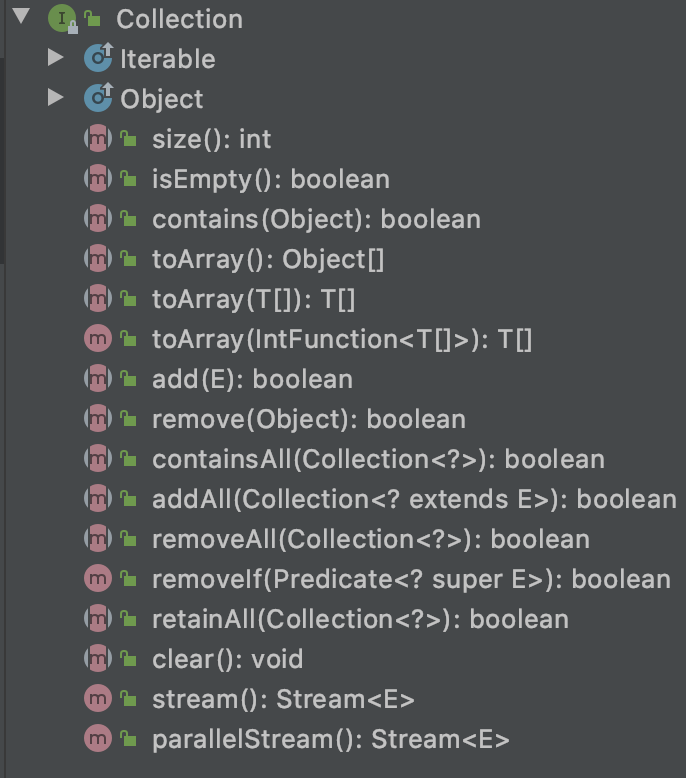 Collection
Iterable
Object
size(): int
isEmpty(): boolean
contains(Object): boolean
toArray(): Object[]
toArray(T[]): T[]
toArray(IntFunction<T[]>): T[]
add(E): boolean
remove(Object): boolean
containsAll(Collection<?>): boolean
addAll(Collection<? extends E>): boolean
removeAll(Collection<?>): boolean
removeIf(Predicate<? super E>): boolean
retainAll(Collection<?>): boolean
clear(): void
stream(): Stream<E>
parallelStream(): Stream<E>